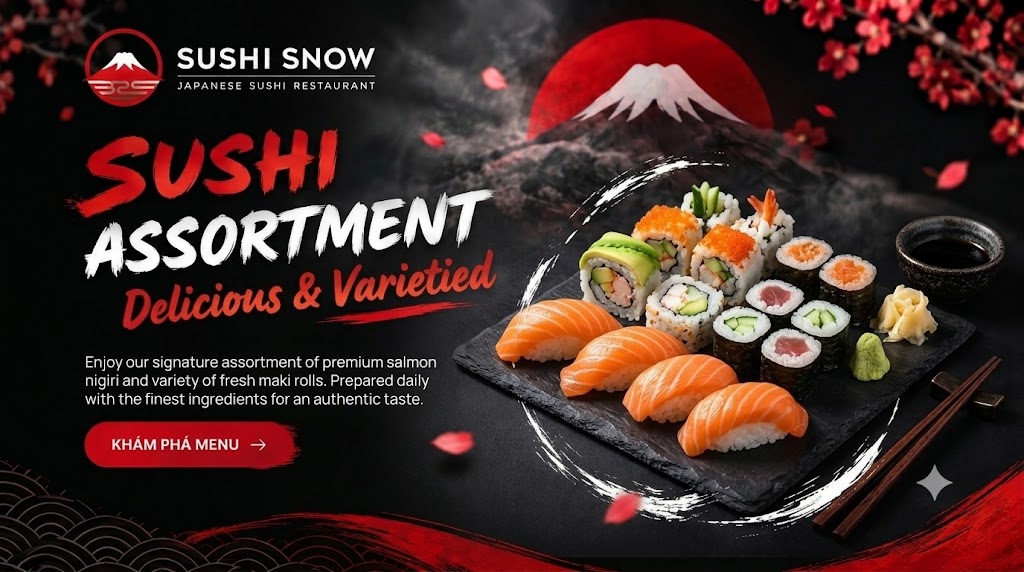 SUSHI SNOW
JAPANESE SUSHI RESTAURANT
SUSHI
ASSORTMENT
Delicious & Varietied
Enjoy our signature assortment of premium salmon
nigiri and variety of fresh maki rolls. Prepared daily
with the finest ingredients for an authentic taste.
KHÁM PHÁ MENU →